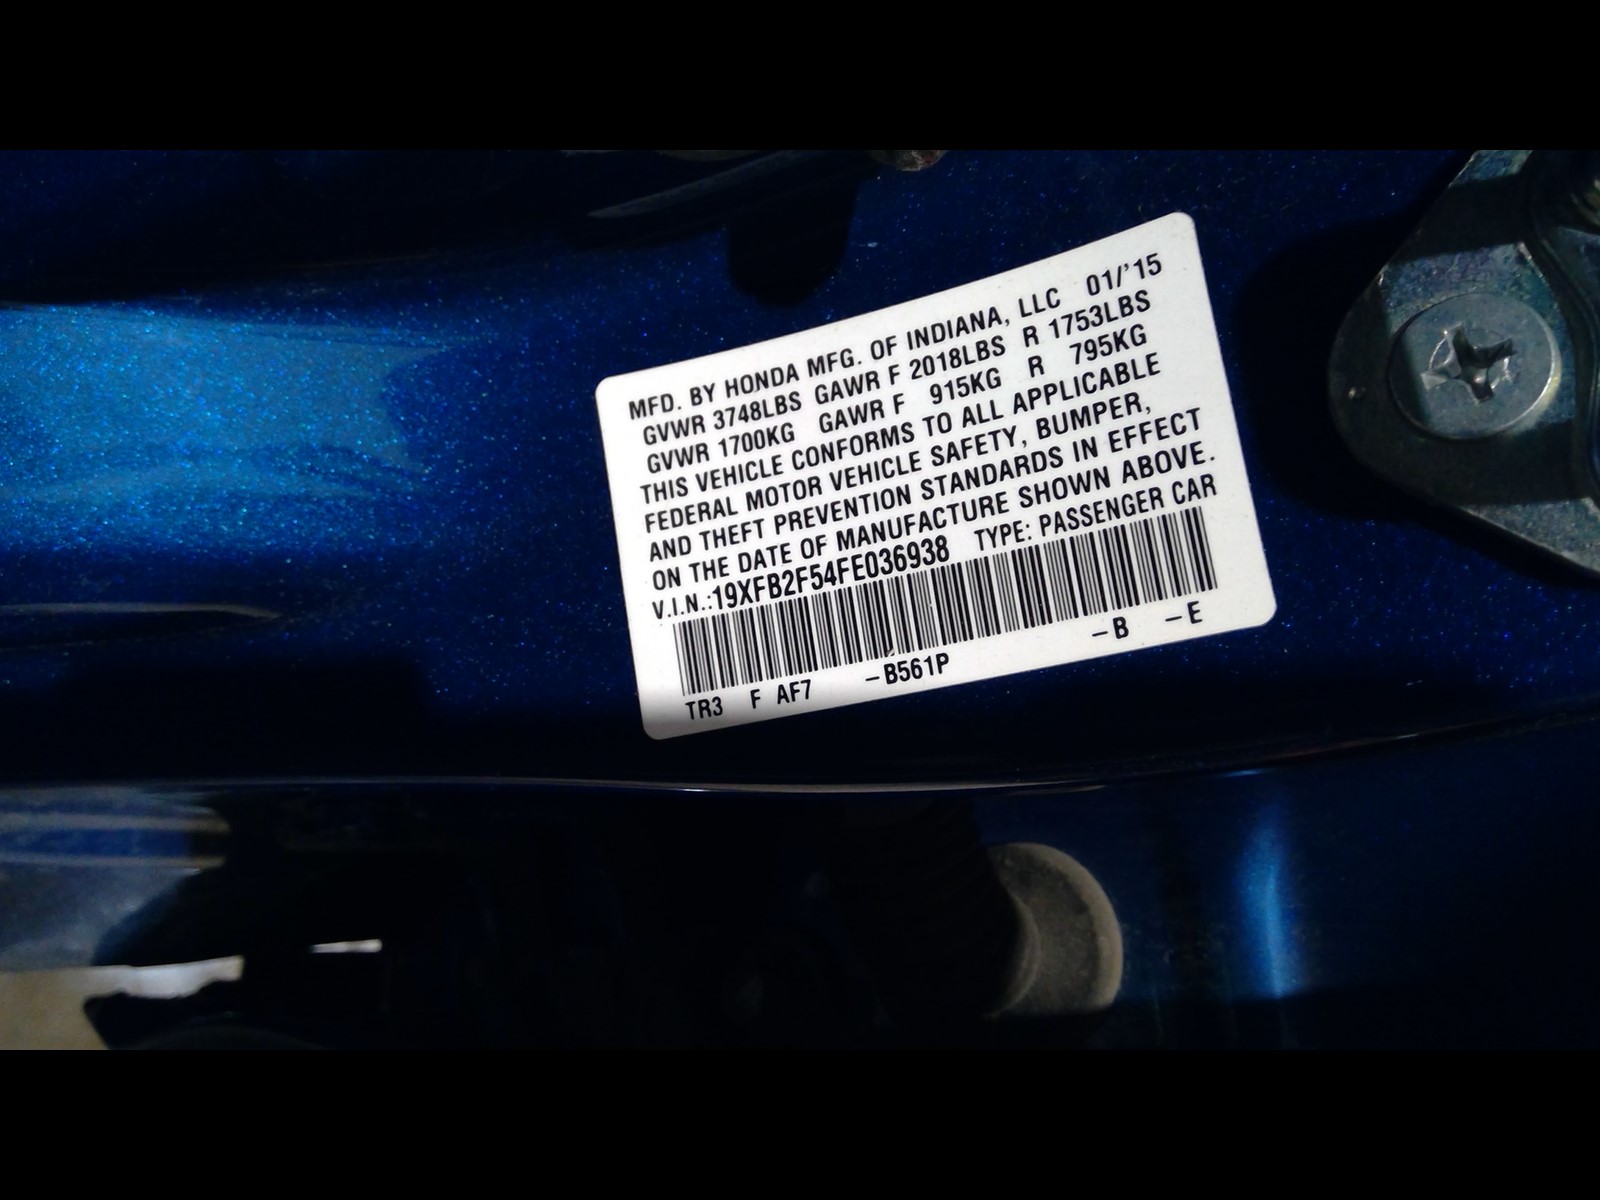 MFD. BY HONDA MFG. OF INDIANA, LLC 01/'15
GVWR 3748LBS GAWR F 2018LBS R 1753LBS
GVWR 1700KG GAWR F 915KG R 795KG
THIS VEHICLE CONFORMS TO ALL APPLICABLE
FEDERAL MOTOR VEHICLE SAFETY, BUMPER,
AND THEFT PREVENTION STANDARDS IN EFFECT
ON THE DATE OF MANUFACTURE SHOWN ABOVE.
V.I.N.:19XFB2F54FE036938 TYPE: PASSENGER CAR
TR3 F AF7 –B561P –B –E